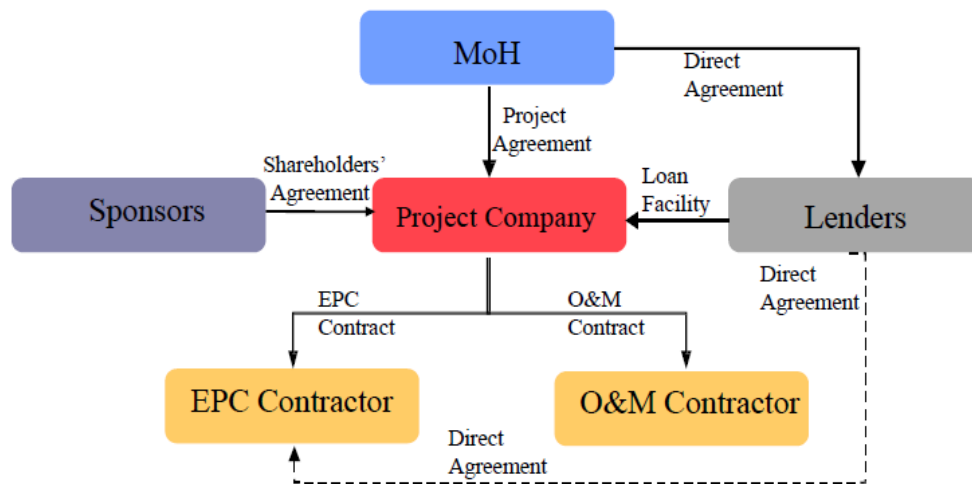 MoH
Direct
Agreement
Project
Agreement
Shareholders’
Agreement
Loan
Facility
Sponsors
Project Company
Lenders
Direct
Agreement
EPC
Contract
O&M
Contract
EPC Contractor
O&M Contractor
Direct
Agreement